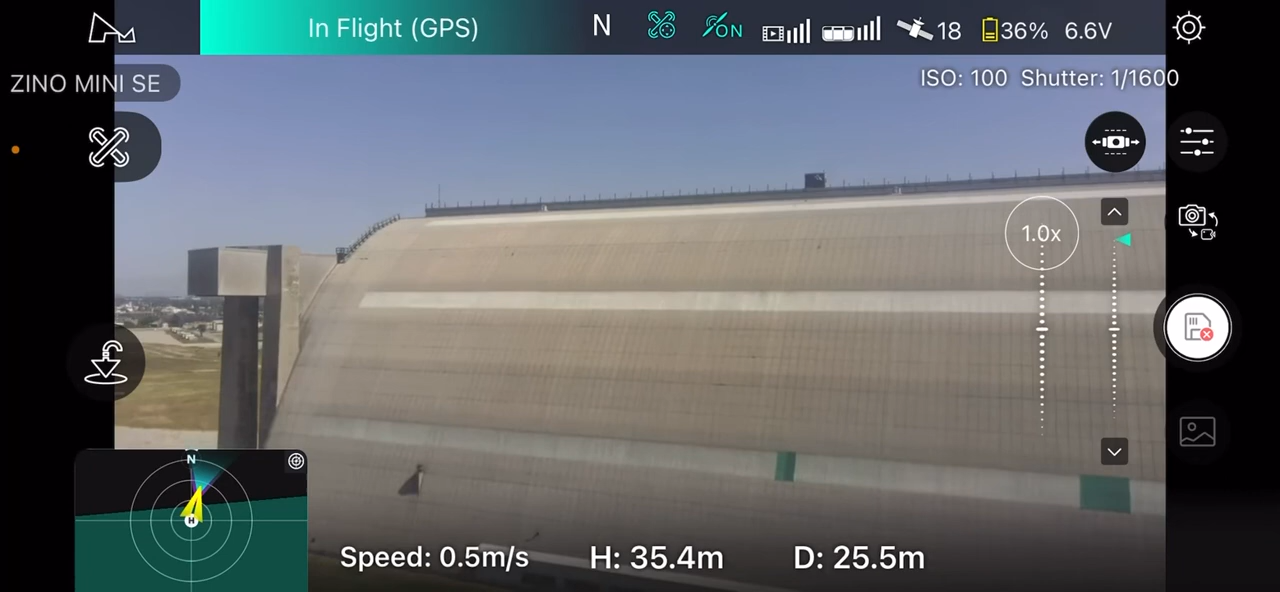 In Flight (GPS)
N
ON
18
36%
6.6V
ZINO MINI SE
ISO: 100 Shutter: 1/1600
1.0x
N
H
Speed: 0.5m/s H: 35.4m D: 25.5m